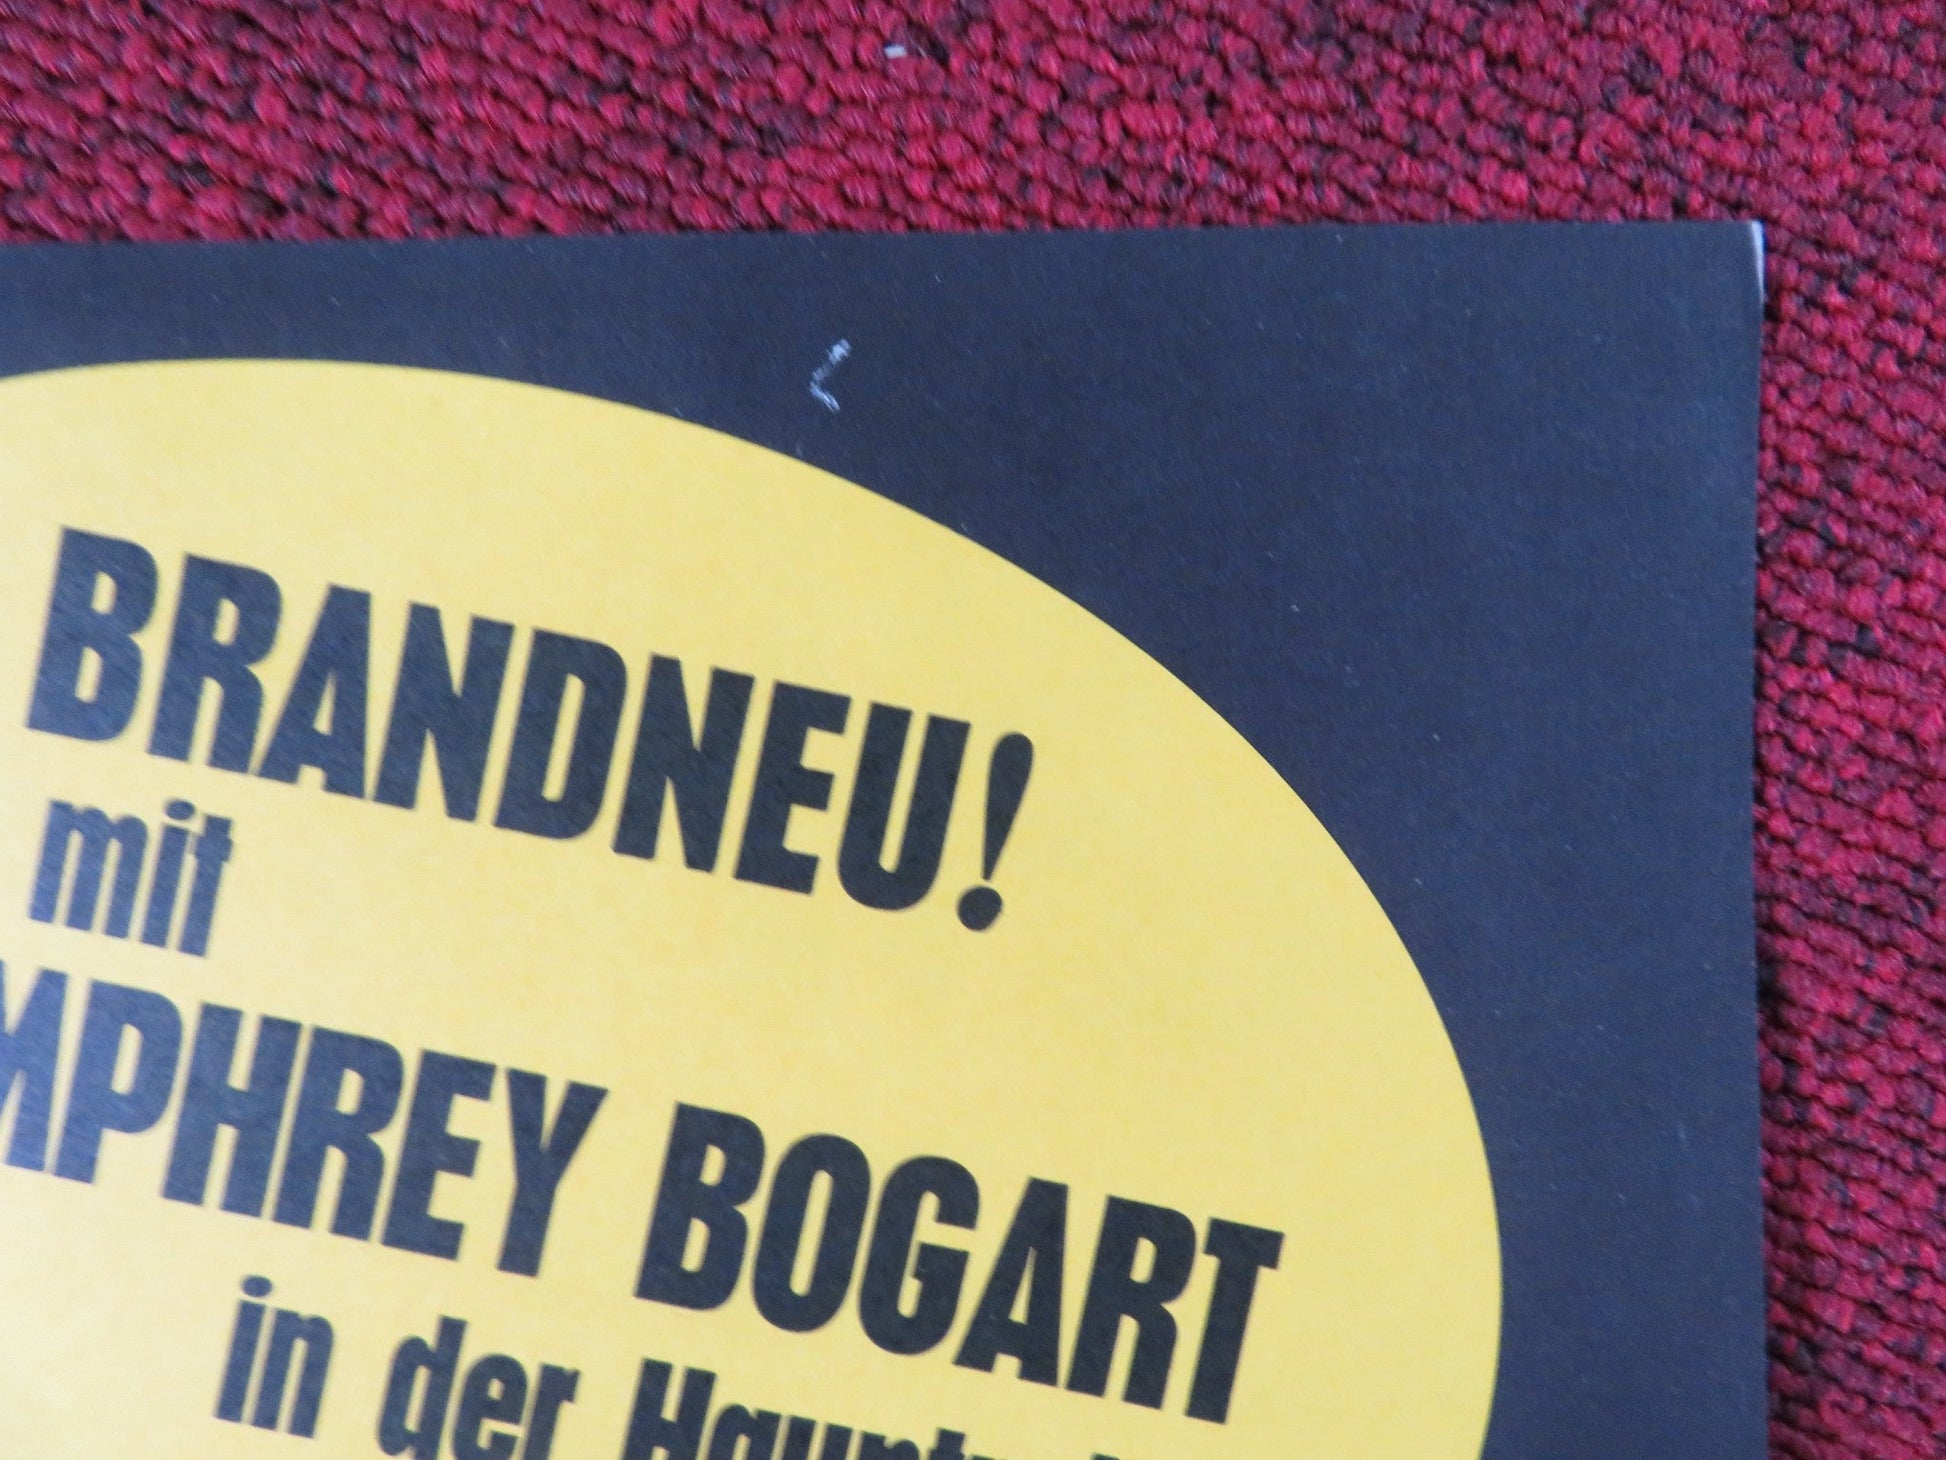 BRANDNEU!
mit
MPHREY BOGART
in der